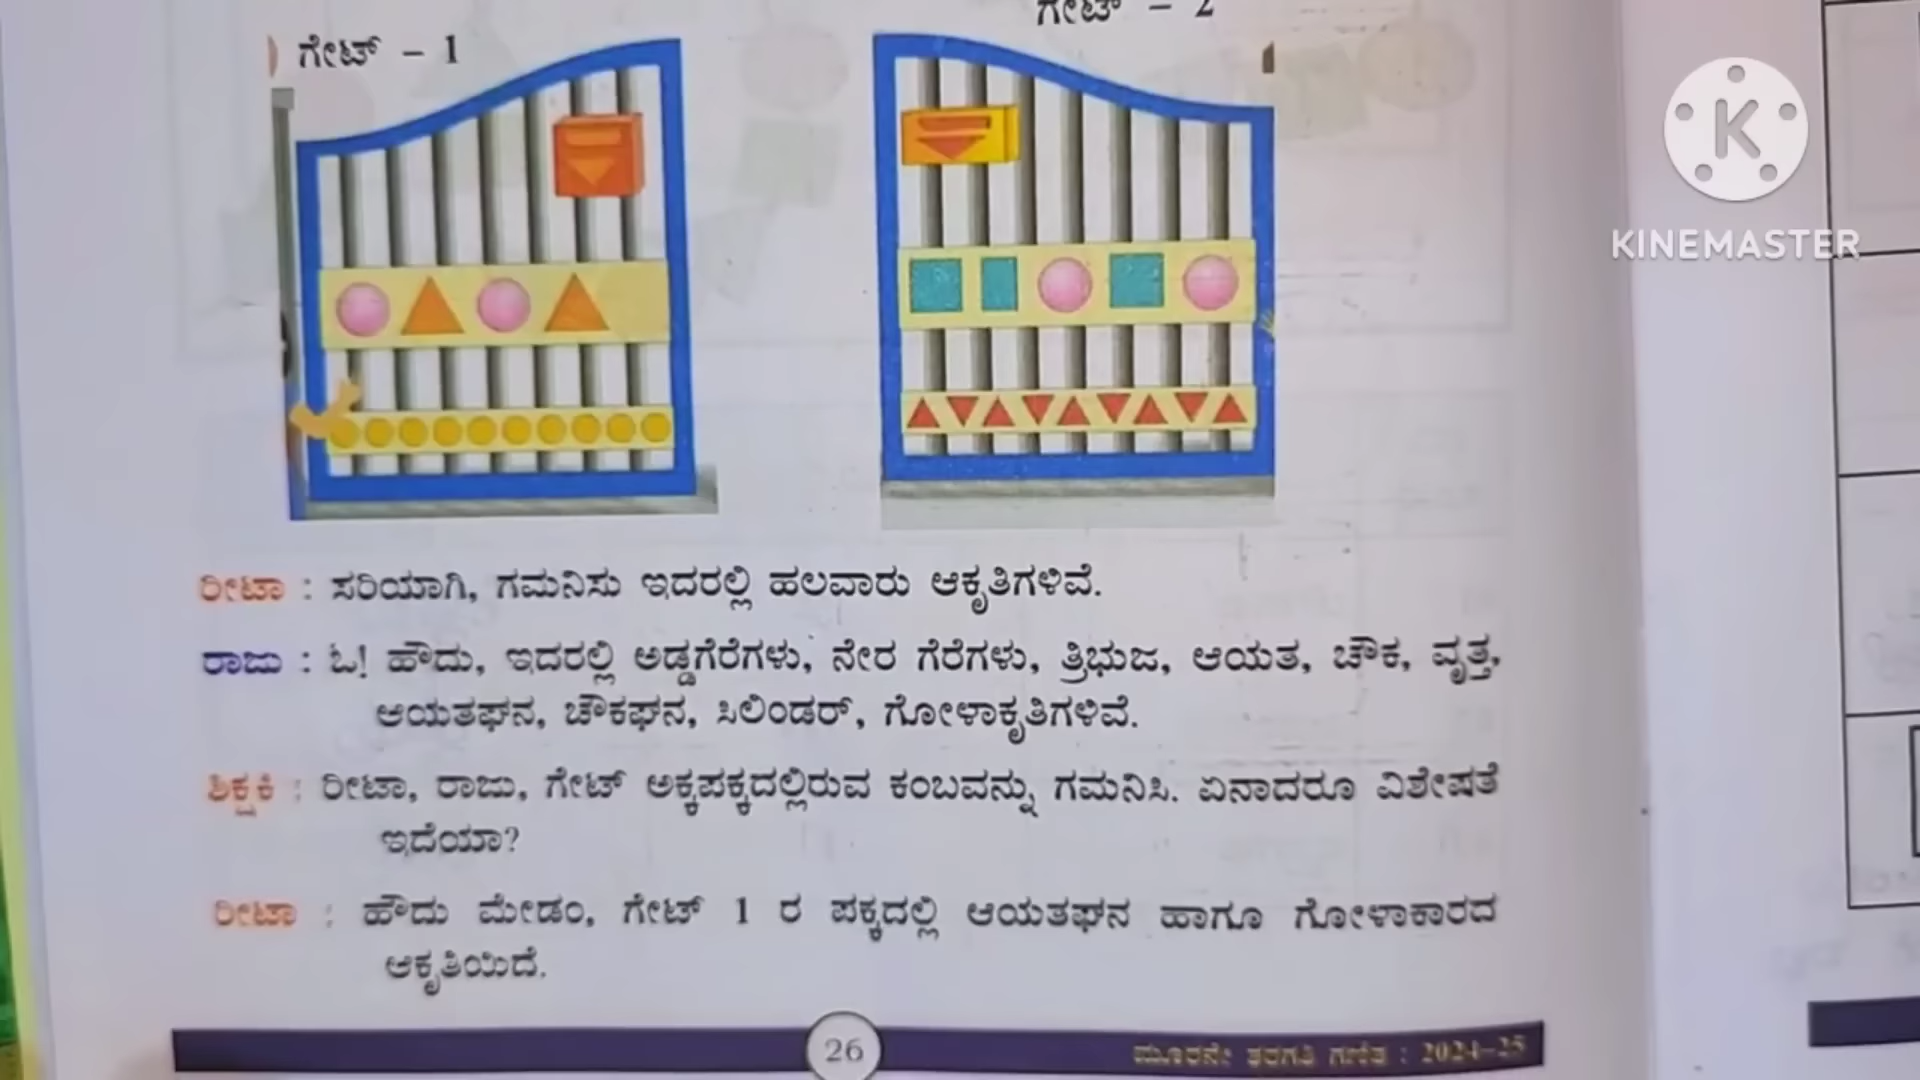 ಗೇಟ್ - 1
ಗೇಟ್ - 2
KINEMASTER
ರೀಟಾ : ಸರಿಯಾಗಿ, ಗಮನಿಸು ಇದರಲ್ಲಿ ಹಲವಾರು ಆಕೃತಿಗಳಿವೆ.
ರಾಜು : ಓ! ಹೌದು, ಇದರಲ್ಲಿ ಅಡ್ಡಗೆರೆಗಳು, ನೇರ ಗೆರೆಗಳು, ತ್ರಿಭುಜ, ಆಯತ, ಚೌಕ, ವೃತ್ತ,
ಆಯತಘನ, ಚೌಕಘನ, ಸಿಲಿಂಡರ್, ಗೋಳಾಕೃತಿಗಳಿವೆ.
ಶಿಕ್ಷಕಿ : ರೀಟಾ, ರಾಜು, ಗೇಟ್ ಅಕ್ಕಪಕ್ಕದಲ್ಲಿರುವ ಕಂಬವನ್ನು ಗಮನಿಸಿ. ಏನಾದರೂ ವಿಶೇಷತೆ
ಇದೆಯಾ?
ರೀಟಾ : ಹೌದು ಮೇಡಂ, ಗೇಟ್ 1 ರ ಪಕ್ಕದಲ್ಲಿ ಆಯತಘನ ಹಾಗೂ ಗೋಳಾಕಾರದ
ಆಕೃತಿಯಿದೆ.
26
ಮೂರನೇ ತರಗತಿ ಗಣಿತ : 2024-25